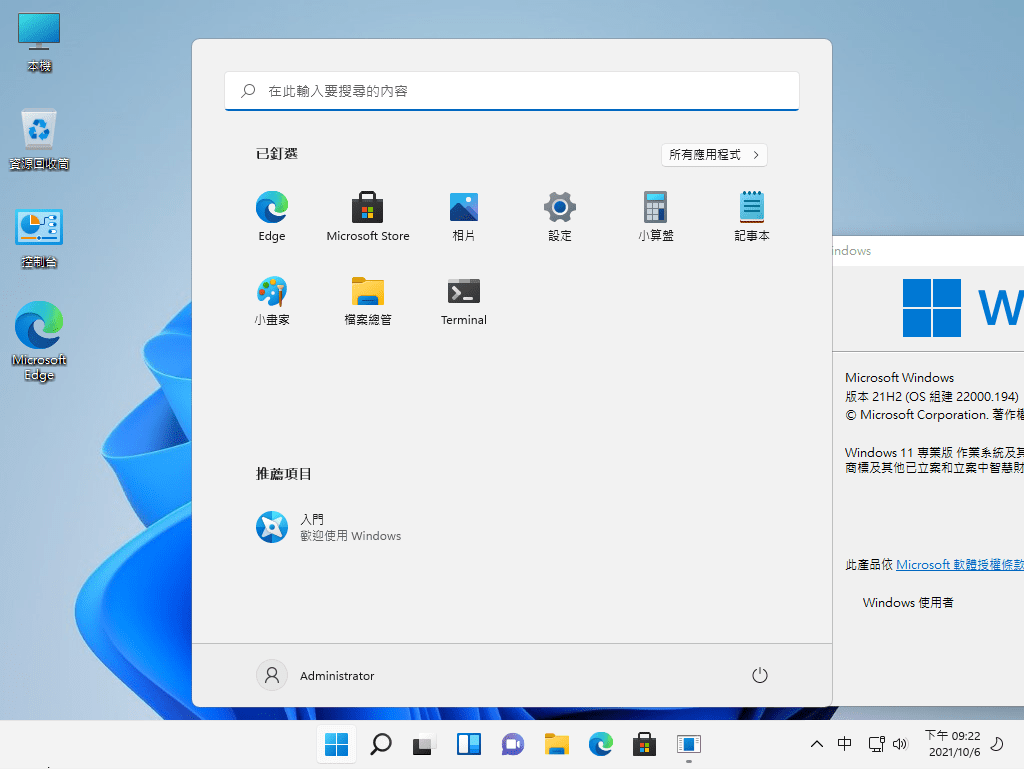 本機
資源回收筒
控制台
Microsoft
Edge
在此輸入要搜尋的內容
已釘選
所有應用程式
Edge
Microsoft Store
相片
設定
小算盤
記事本
小畫家
檔案總管
Terminal
推薦項目
入門
歡迎使用 Windows
Administrator
indows
W
Microsoft Windows
版本 21H2 (OS 組建 22000.194)
© Microsoft Corporation. 著作權
Windows 11 專業版 作業系統及其
商標及其他已立案和立案中智慧財
此產品依 Microsoft 軟體授權條款
Windows 使用者
中
下午 09:22
2021/10/6